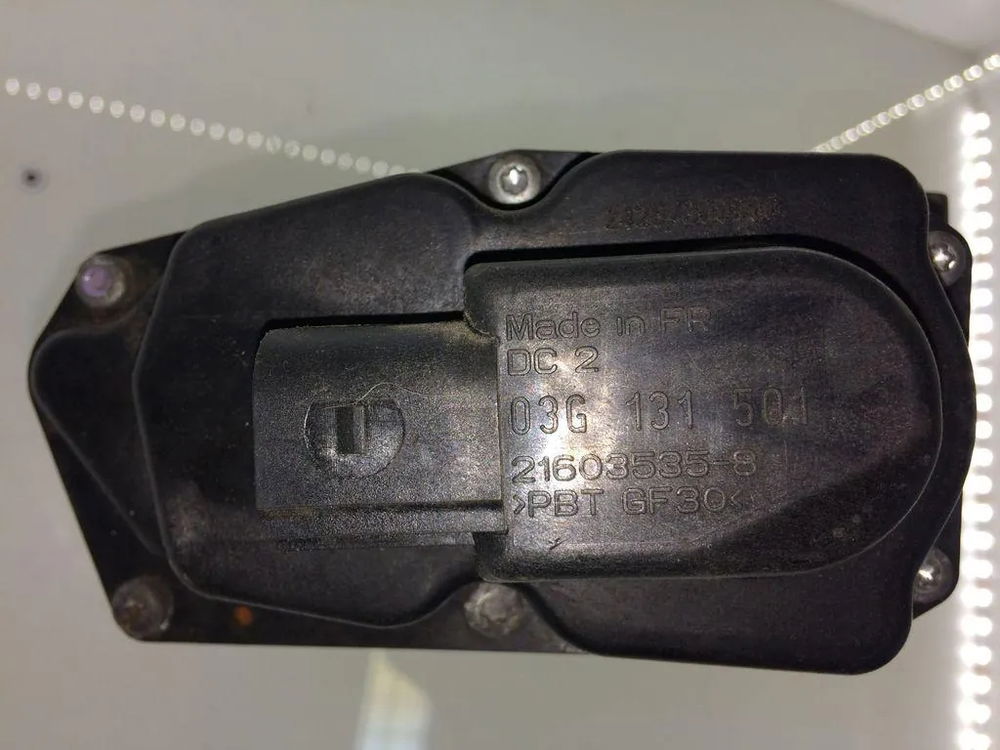 Made in FR
DC 2
03G 131 501
21603535-8
>PBT GF30<